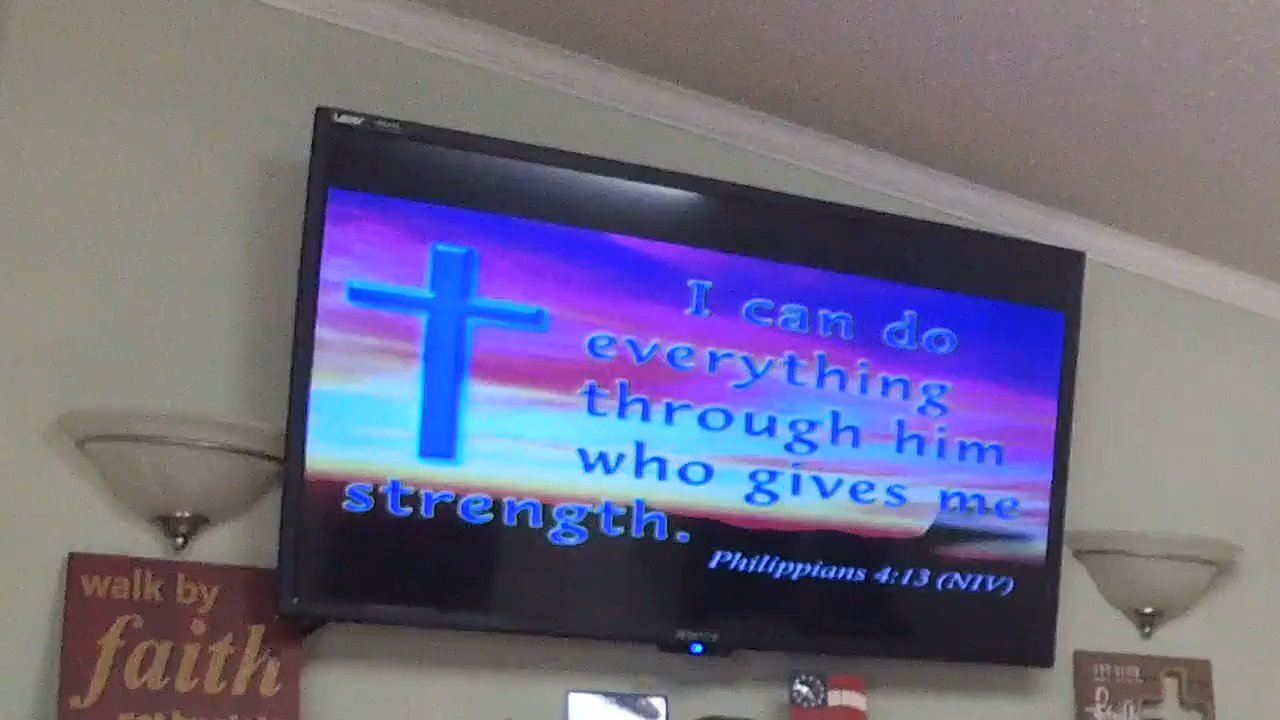 I can do
everything
through him
who gives me
strength.
Philippians 4:13 (NIV)
walk by
faith